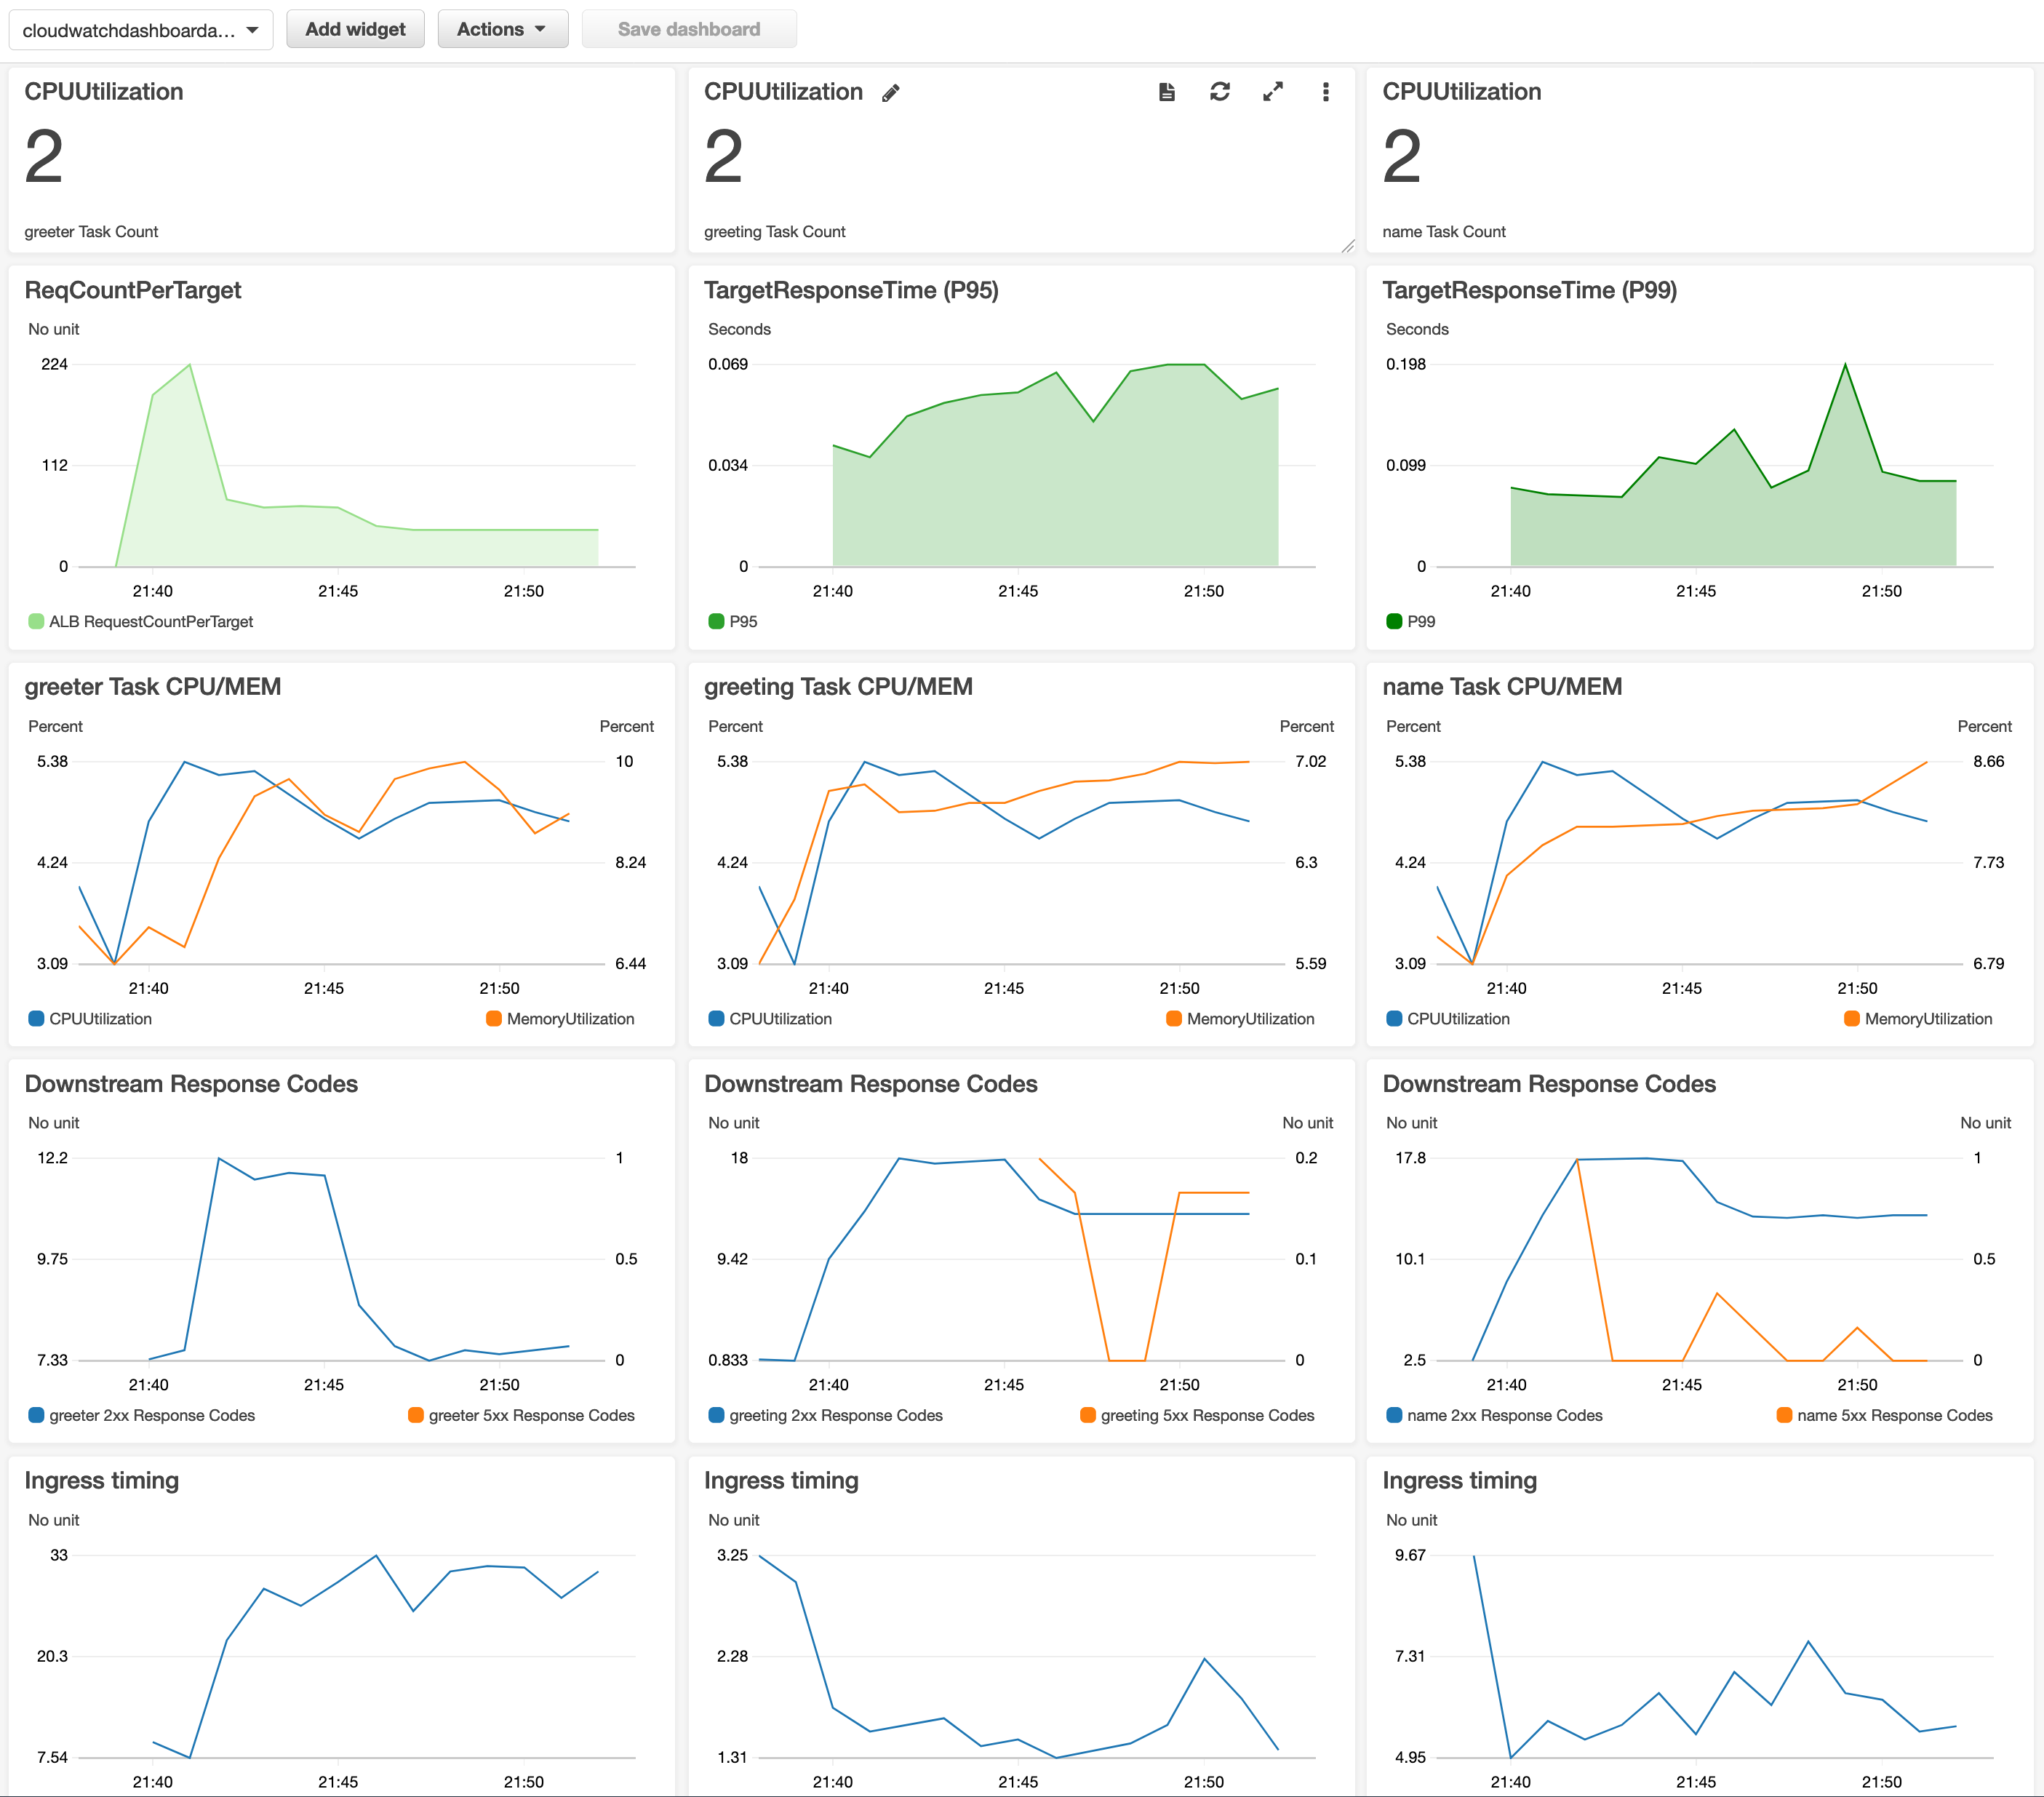 cloudwatchdashboarda...
Add widget
Actions
Save dashboard
CPUUtilization
2
greeter Task Count
CPUUtilization
2
greeting Task Count
CPUUtilization
2
name Task Count
ReqCountPerTarget
No unit
224
112
0
21:40 21:45 21:50
ALB RequestCountPerTarget
TargetResponseTime (P95)
Seconds
0.069
0.034
0
21:40 21:45 21:50
P95
TargetResponseTime (P99)
Seconds
0.198
0.099
0
21:40 21:45 21:50
P99
greeter Task CPU/MEM
Percent Percent
5.38 10
4.24 8.24
3.09 6.44
21:40 21:45 21:50
CPUUtilization MemoryUtilization
greeting Task CPU/MEM
Percent Percent
5.38 7.02
4.24 6.3
3.09 5.59
21:40 21:45 21:50
CPUUtilization MemoryUtilization
name Task CPU/MEM
Percent Percent
5.38 8.66
4.24 7.73
3.09 6.79
21:40 21:45 21:50
CPUUtilization MemoryUtilization
Downstream Response Codes
No unit
12.2 1
9.75 0.5
7.33 0
21:40 21:45 21:50
greeter 2xx Response Codes greeter 5xx Response Codes
Downstream Response Codes
No unit No unit
18 0.2
9.42 0.1
0.833 0
21:40 21:45 21:50
greeting 2xx Response Codes greeting 5xx Response Codes
Downstream Response Codes
No unit No unit
17.8 1
10.1 0.5
2.5 0
21:40 21:45 21:50
name 2xx Response Codes name 5xx Response Codes
Ingress timing
No unit
33
20.3
7.54
21:40 21:45 21:50
Ingress timing
No unit
3.25
2.28
1.31
21:40 21:45 21:50
Ingress timing
No unit
9.67
7.31
4.95
21:40 21:45 21:50